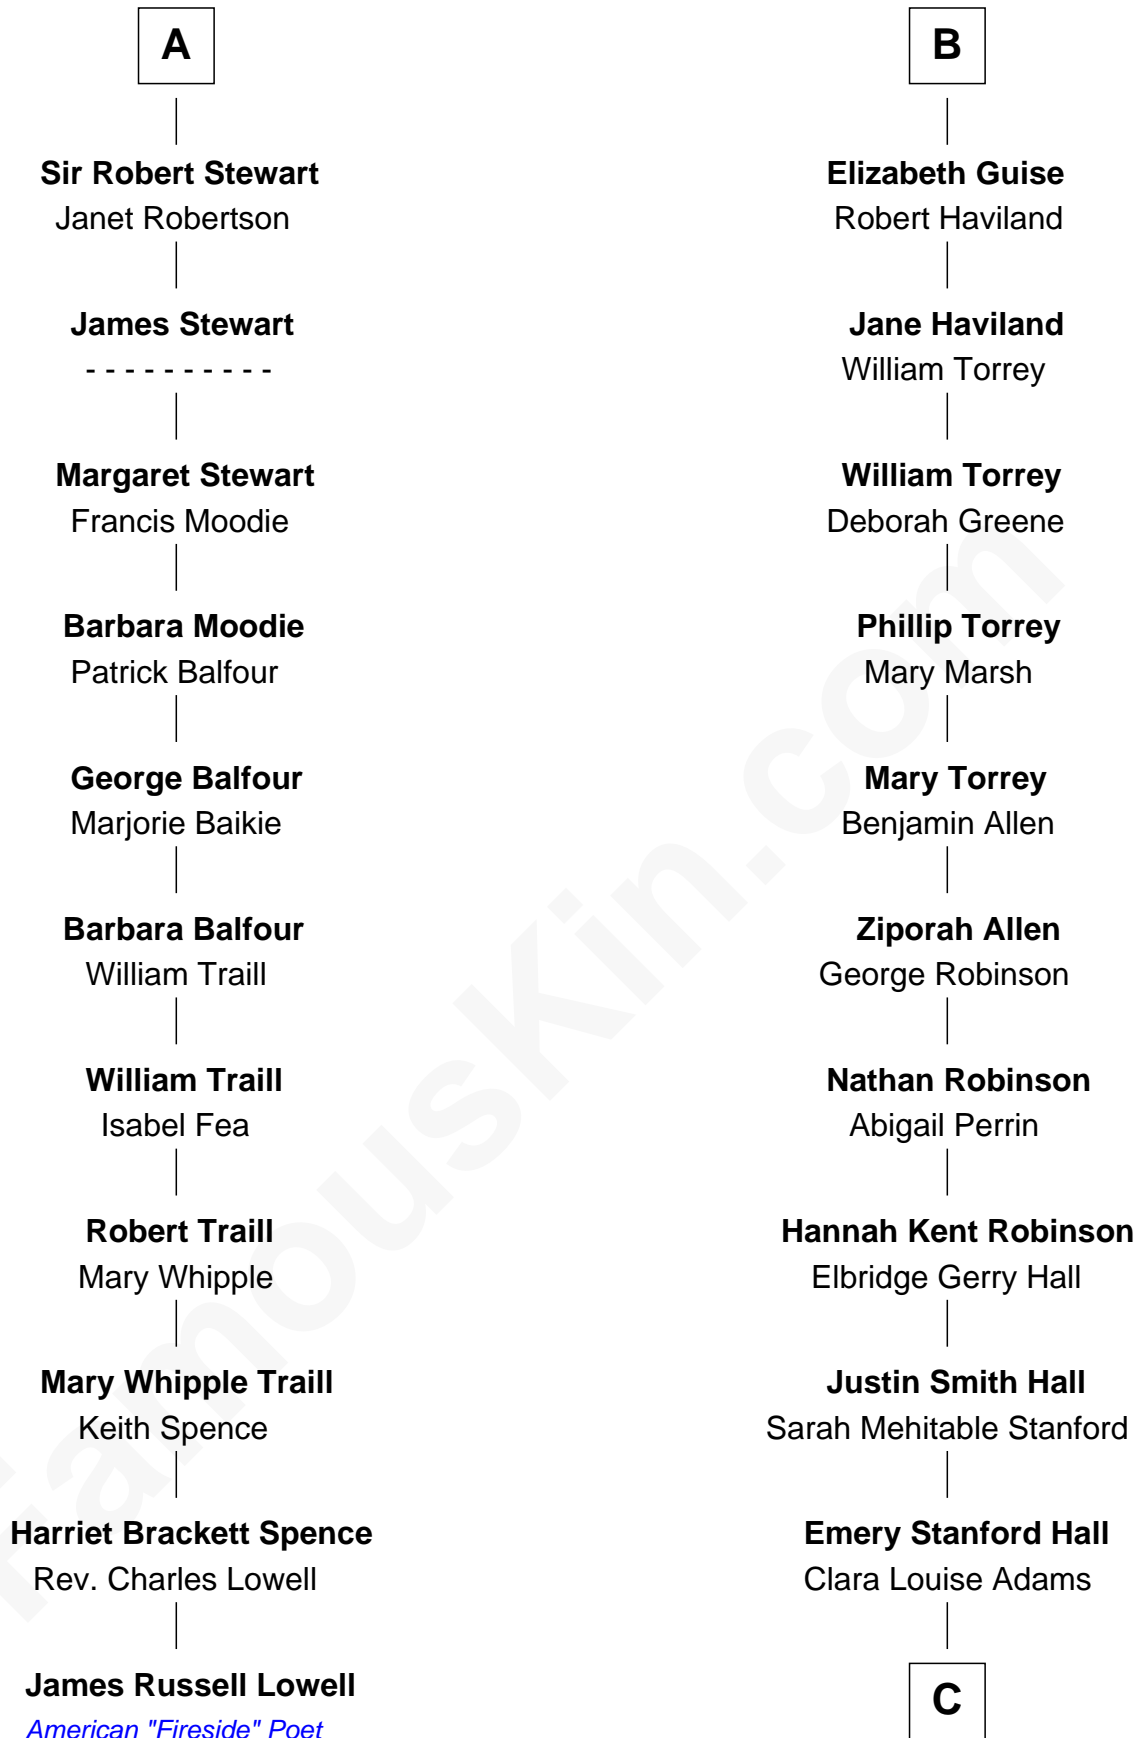 A
Sir Robert Stewart
Janet Robertson
James Stewart
- - - - - - - - - -
Margaret Stewart
Francis Moodie
Barbara Moodie
Patrick Balfour
George Balfour
Marjorie Baikie
Barbara Balfour
William Traill
William Traill
Isabel Fea
Robert Traill
Mary Whipple
Mary Whipple Traill
Keith Spence
Harriet Brackett Spence
Rev. Charles Lowell
James Russell Lowell
American "Fireside" Poet
B
Elizabeth Guise
Robert Haviland
Jane Haviland
William Torrey
William Torrey
Deborah Greene
Phillip Torrey
Mary Marsh
Mary Torrey
Benjamin Allen
Ziporah Allen
George Robinson
Nathan Robinson
Abigail Perrin
Hannah Kent Robinson
Elbridge Gerry Hall
Justin Smith Hall
Sarah Mehitable Stanford
Emery Stanford Hall
Clara Louise Adams
C
famouskin.com